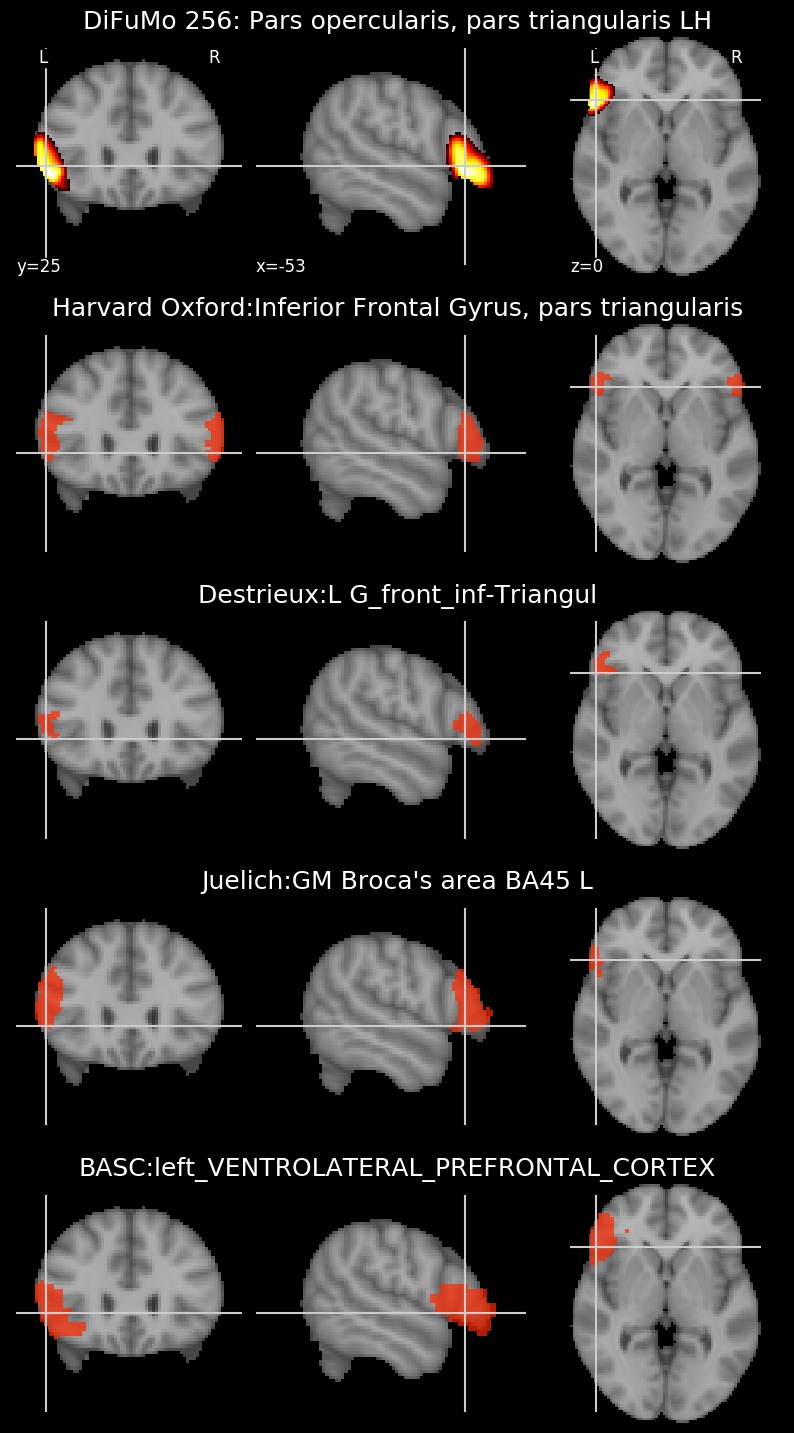 DiFuMo 256: Pars opercularis, pars triangularis LH
L R L R
y=25 x=-53 z=0
Harvard Oxford:Inferior Frontal Gyrus, pars triangularis
Destrieux:L G_front_inf-Triangul
Juelich:GM Broca's area BA45 L
BASC:left_VENTROLATERAL_PREFRONTAL_CORTEX